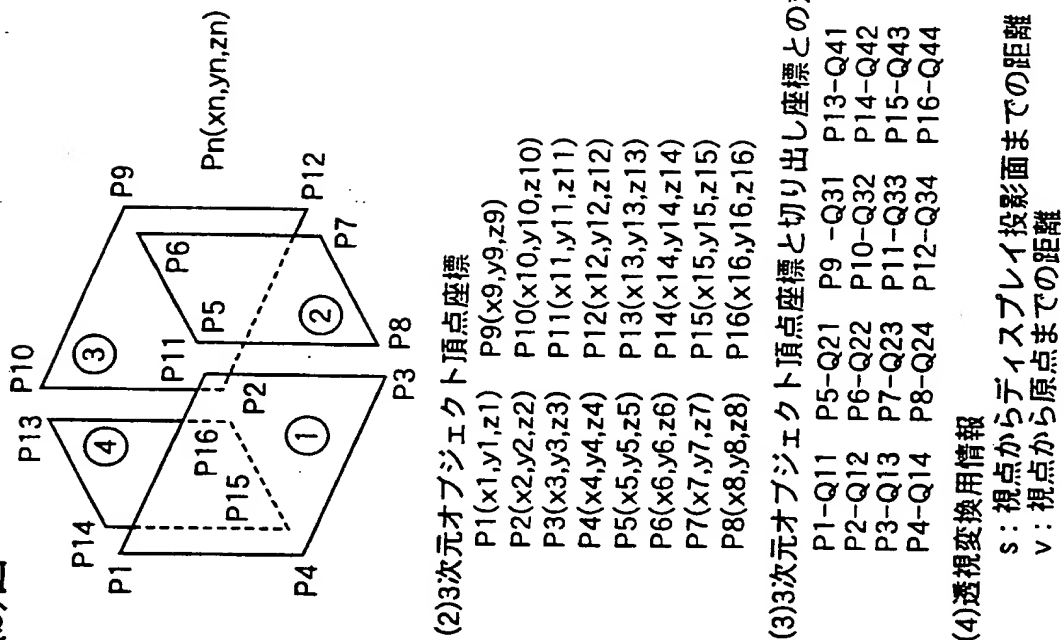 P13
P10
P14
P9
④
③
P1
P6
Pn(xn,yn,zn)
P16
P11
P5
P15
P2
P12
①
②
P7
P4
P3
P8
(2)3次元オブジェクト頂点座標
P1(x1,y1,z1) P9(x9,y9,z9)
P2(x2,y2,z2) P10(x10,y10,z10)
P3(x3,y3,z3) P11(x11,y11,z11)
P4(x4,y4,z4) P12(x12,y12,z12)
P5(x5,y5,z5) P13(x13,y13,z13)
P6(x6,y6,z6) P14(x14,y14,z14)
P7(x7,y7,z7) P15(x15,y15,z15)
P8(x8,y8,z8) P16(x16,y16,z16)
(3)3次元オブジェクト頂点座標と切り出し座標との
P1-Q11 P5-Q21 P9 -Q31 P13-Q41
P2-Q12 P6-Q22 P10-Q32 P14-Q42
P3-Q13 P7-Q23 P11-Q33 P15-Q43
P4-Q14 P8-Q24 P12-Q34 P16-Q44
(4)透視変換用情報
s：視点からディスプレイ投影面までの距離
v：視点から原点までの距離